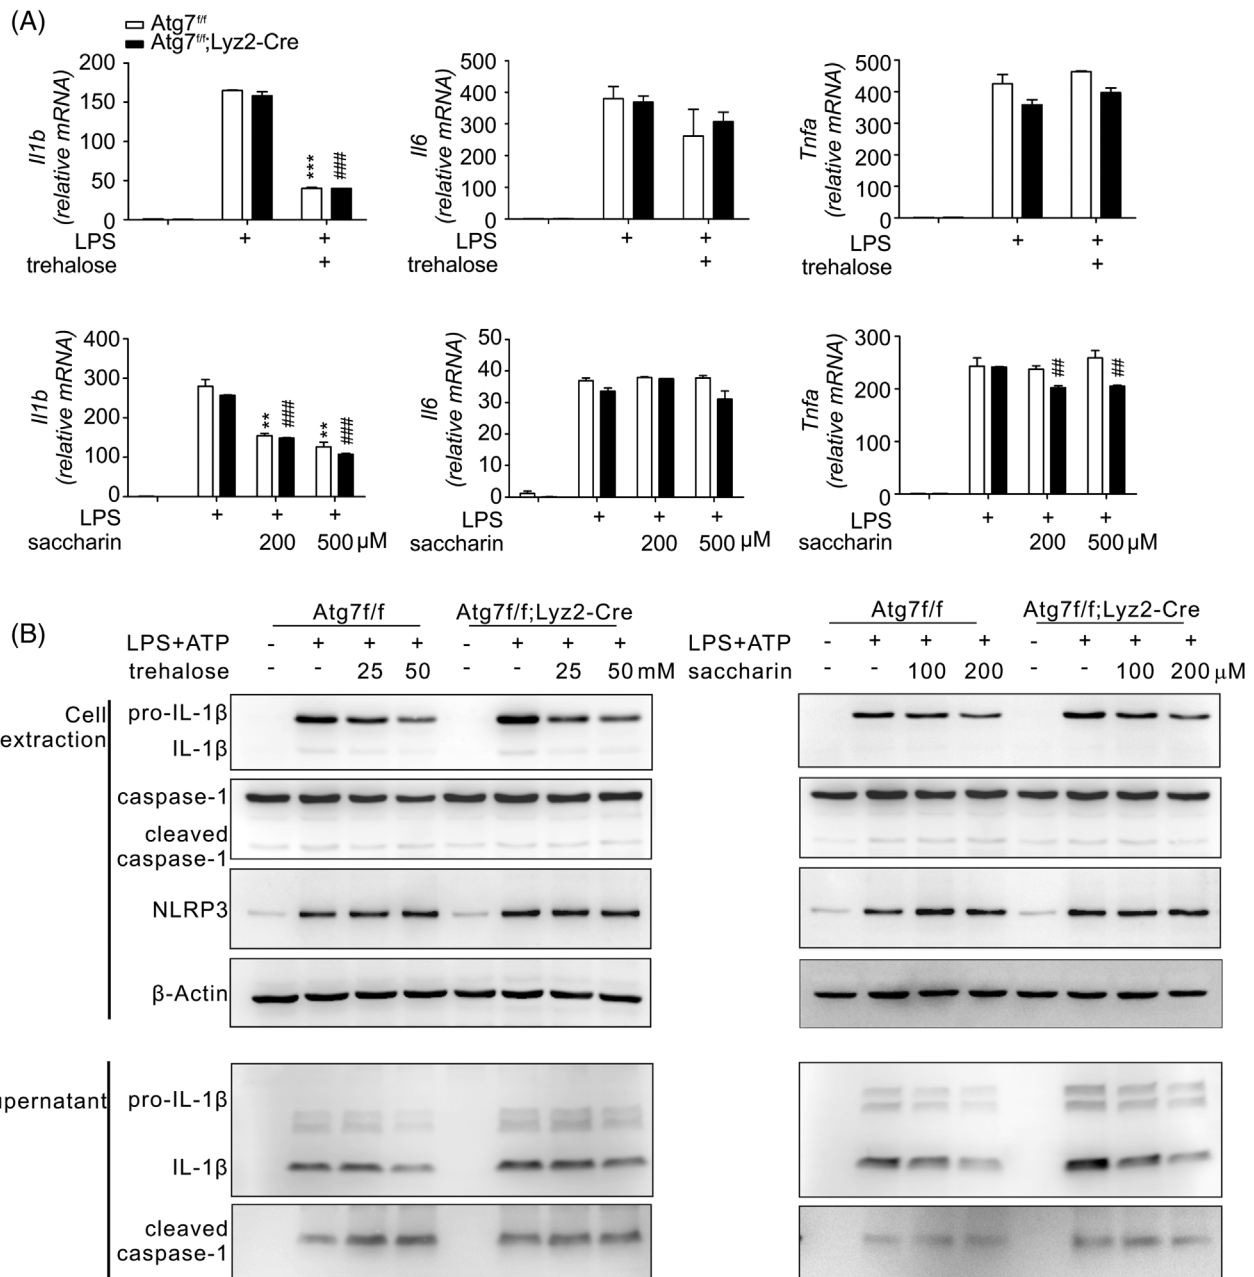 (A)
Atg7f/f
Atg7f/f;Lyz2-Cre
Il1b
(relative mRNA)
200
150
100
50
0
***
###
LPS + +
trehalose +
Il6
(relative mRNA)
500
400
300
200
100
0
LPS + +
trehalose +
Tnfa
(relative mRNA)
500
400
300
200
100
0
LPS + +
trehalose +
Il1b
(relative mRNA)
400
300
200
100
0
** ### ** ###
LPS + + +
saccharin 200 500 µM
Il6
(relative mRNA)
50
40
30
20
10
0
LPS + + +
saccharin 200 500 µM
Tnfa
(relative mRNA)
300
200
100
0
## ##
LPS + + +
saccharin 200 500 µM
(B)
Atg7f/f Atg7f/f;Lyz2-Cre
LPS+ATP - + + + - + + +
trehalose - - 25 50 - - 25 50 mM
Atg7f/f Atg7f/f;Lyz2-Cre
LPS+ATP - + + + - + + +
saccharin - - 100 200 - - 100 200 µM
Cell
extraction
pro-IL-1β
IL-1β
caspase-1
cleaved
caspase-1
NLRP3
β-Actin
upernatant
pro-IL-1β
IL-1β
cleaved
caspase-1